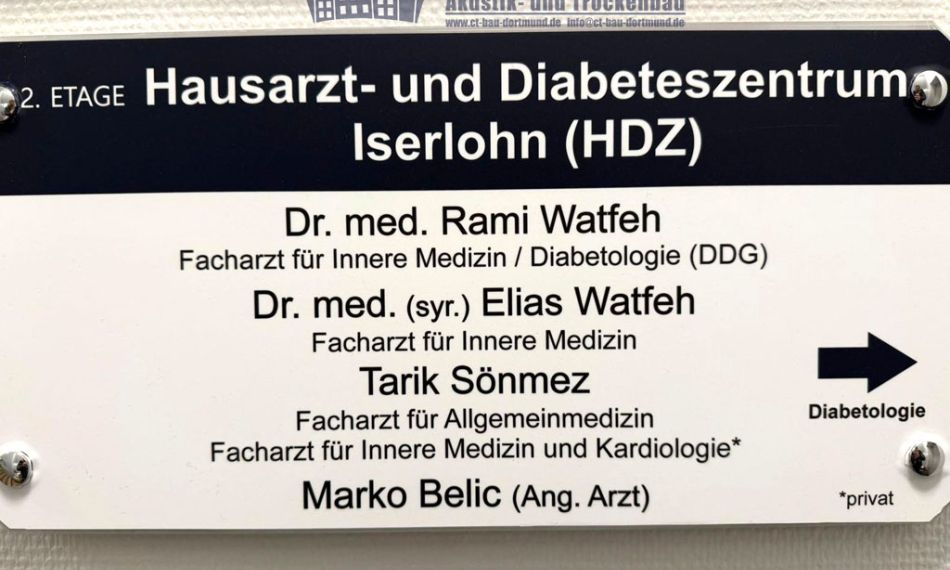 Akustik- und Trockenbau
www.ct-bau-dortmund.de info@ct-bau-dortmund.de
2. ETAGE Hausarzt- und Diabeteszentrum
Iserlohn (HDZ)
Dr. med. Rami Watfeh
Facharzt für Innere Medizin / Diabetologie (DDG)
Dr. med. (syr.) Elias Watfeh
Facharzt für Innere Medizin
Tarik Sönmez
Facharzt für Allgemeinmedizin
Facharzt für Innere Medizin und Kardiologie*
Marko Belic (Ang. Arzt)
Diabetologie
*privat